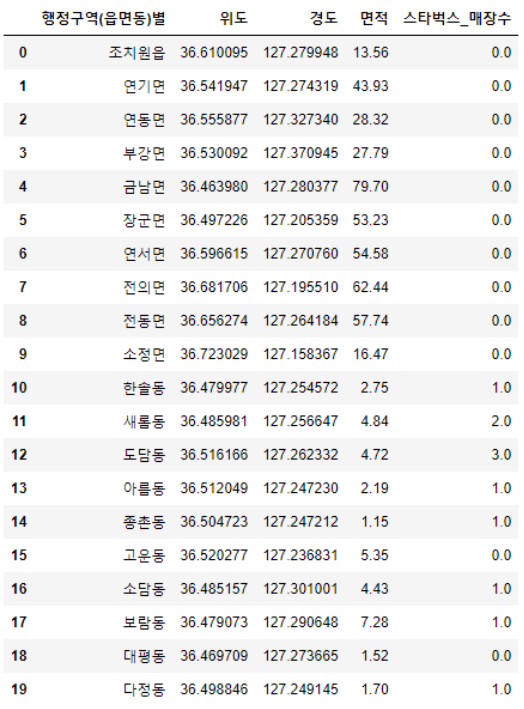 행정구역(읍면동)별 위도 경도 면적 스타벅스_매장수
0 조치원읍 36.610095 127.279948 13.56 0.0
1 연기면 36.541947 127.274319 43.93 0.0
2 연동면 36.555877 127.327340 28.32 0.0
3 부강면 36.530092 127.370945 27.79 0.0
4 금남면 36.463980 127.280377 79.70 0.0
5 장군면 36.497226 127.205359 53.23 0.0
6 연서면 36.596615 127.270760 54.58 0.0
7 전의면 36.681706 127.195510 62.44 0.0
8 전동면 36.656274 127.264184 57.74 0.0
9 소정면 36.723029 127.158367 16.47 0.0
10 한솔동 36.479977 127.254572 2.75 1.0
11 새롬동 36.485981 127.256647 4.84 2.0
12 도담동 36.516166 127.262332 4.72 3.0
13 아름동 36.512049 127.247230 2.19 1.0
14 종촌동 36.504723 127.247212 1.15 1.0
15 고운동 36.520277 127.236831 5.35 0.0
16 소담동 36.485157 127.301001 4.43 1.0
17 보람동 36.479073 127.290648 7.28 1.0
18 대평동 36.469709 127.273665 1.52 0.0
19 다정동 36.498846 127.249145 1.70 1.0